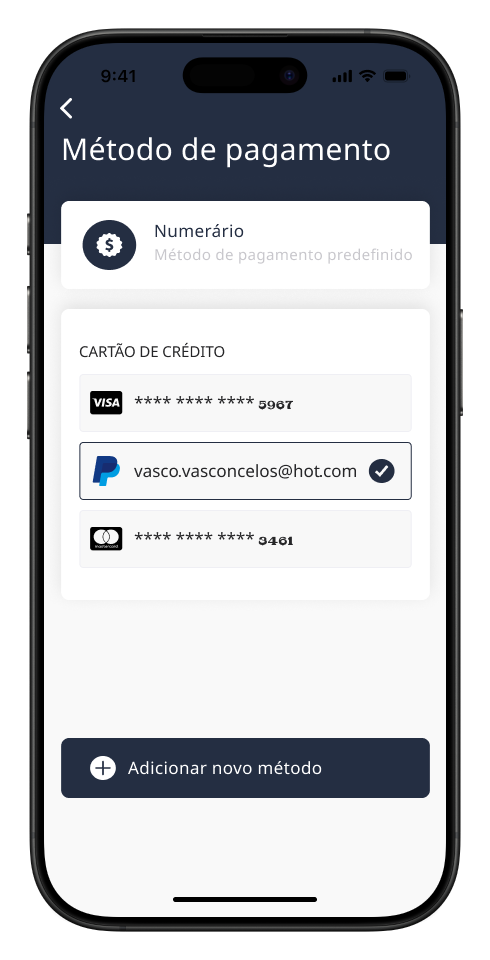 9:41
Método de pagamento
Numerário
Método de pagamento predefinido
CARTÃO DE CRÉDITO
VISA **** **** **** 5967
vasco.vasconcelos@hot.com
mastercard **** **** **** 3461
Adicionar novo método